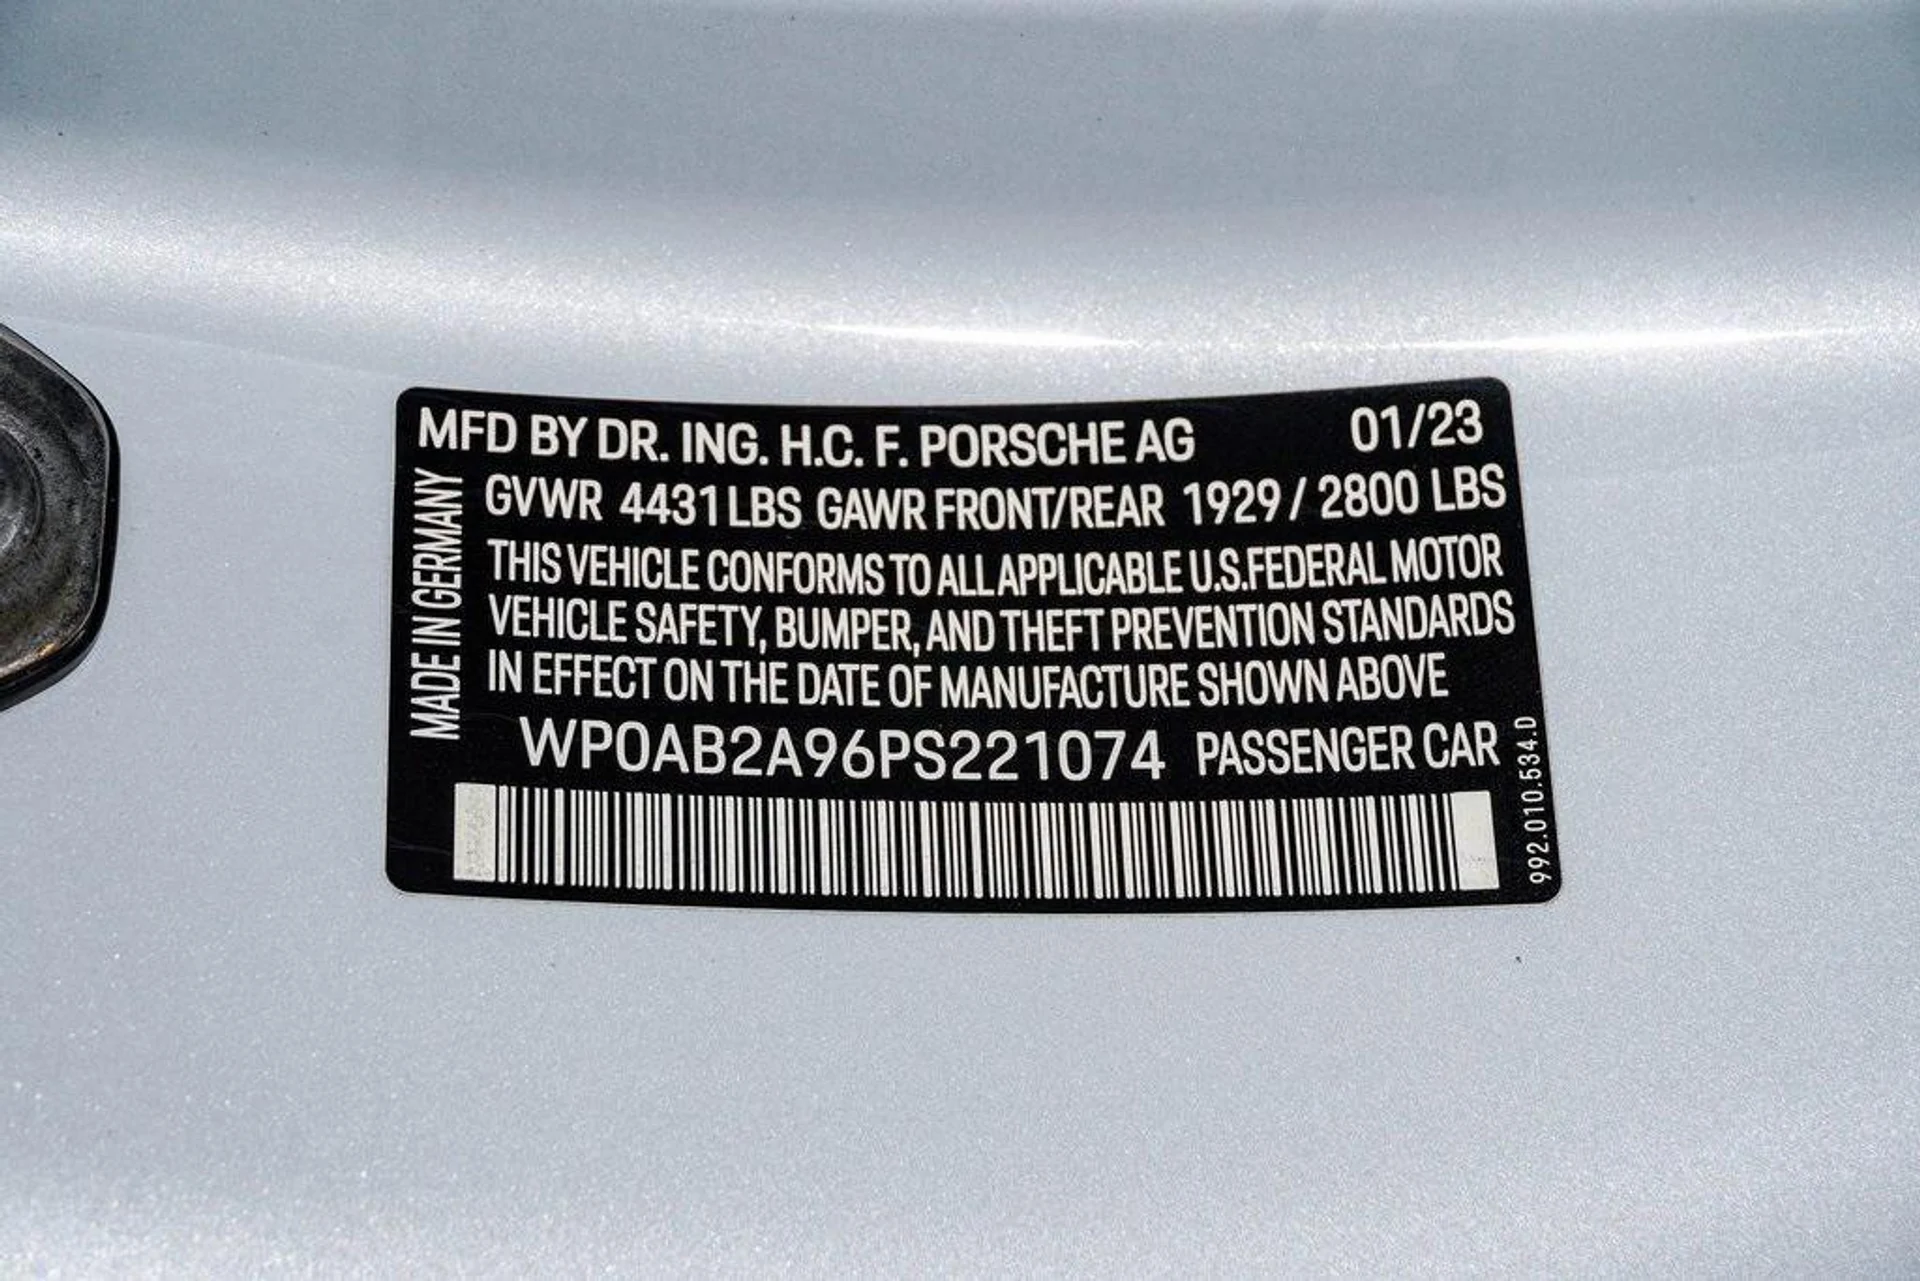 MFD BY DR. ING. H.C. F. PORSCHE AG 01/23
MADE IN GERMANY
GVWR 4431 LBS GAWR FRONT/REAR 1929 / 2800 LBS
THIS VEHICLE CONFORMS TO ALL APPLICABLE U.S.FEDERAL MOTOR
VEHICLE SAFETY, BUMPER, AND THEFT PREVENTION STANDARDS
IN EFFECT ON THE DATE OF MANUFACTURE SHOWN ABOVE
WP0AB2A96PS221074 PASSENGER CAR
992.010.534.D